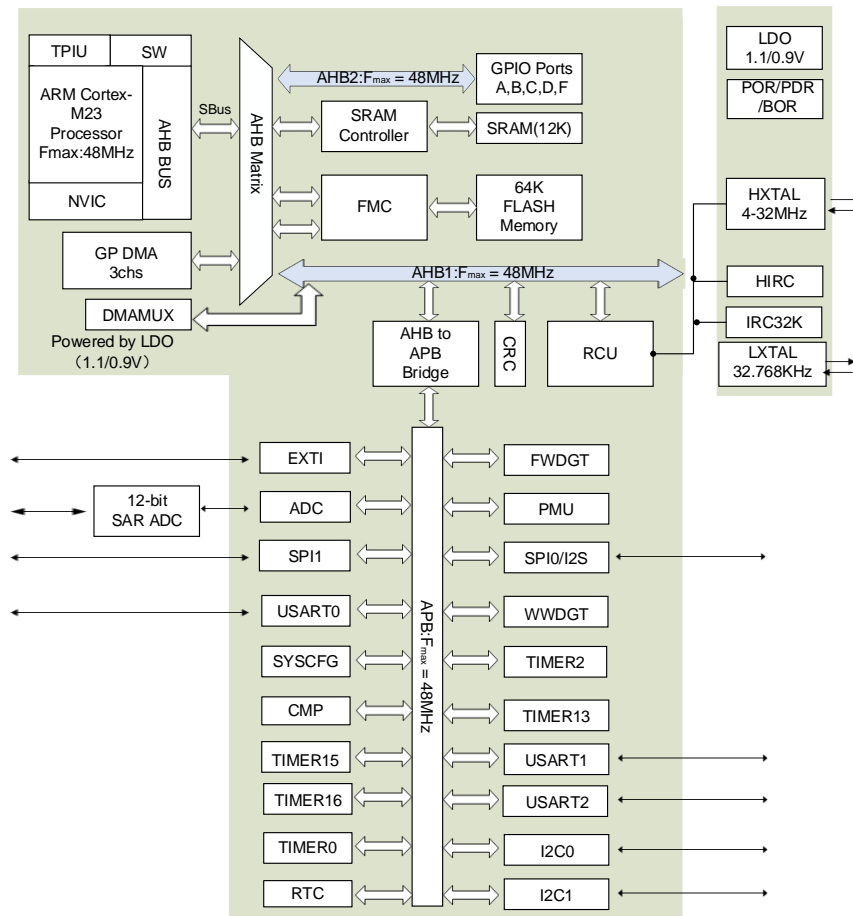 TPIU
SW
ARM Cortex-
M23
Processor
Fmax:48MHz
AHB BUS
NVIC
SBus
AHB Matrix
GP DMA
3chs
DMAMUX
Powered by LDO
（1.1/0.9V）
AHB2:Fmax = 48MHz
GPIO Ports
A,B,C,D,F
SRAM
Controller
SRAM(12K)
FMC
64K
FLASH
Memory
AHB1:Fmax = 48MHz
AHB to
APB
Bridge
CRC
RCU
LDO
1.1/0.9V
POR/PDR
/BOR
HXTAL
4-32MHz
HIRC
IRC32K
LXTAL
32.768KHz
APB:Fmax = 48MHz
EXTI
FWDGT
12-bit
SAR ADC
ADC
PMU
SPI1
SPI0/I2S
USART0
WWDGT
SYSCFG
TIMER2
CMP
TIMER13
TIMER15
USART1
TIMER16
USART2
TIMER0
I2C0
RTC
I2C1